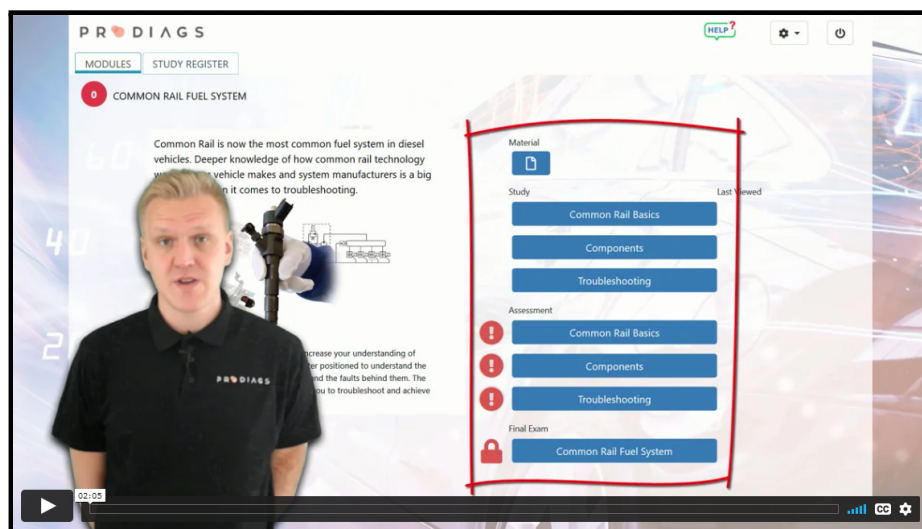 PRODIAGS
HELP?
MODULES
STUDY REGISTER
0
COMMON RAIL FUEL SYSTEM
Common Rail is now the most common fuel system in diesel
vehicles. Deeper knowledge of how common rail technology
vehicle makes and system manufacturers is a big
it comes to troubleshooting.
increase your understanding of
positioned to understand the
and the faults behind them. The
you to troubleshoot and achieve
Material
Study
Last Viewed
Common Rail Basics
Components
Troubleshooting
Assessment
! Common Rail Basics
! Components
! Troubleshooting
Final Exam
Common Rail Fuel System
40
PRODIAGS
02:05
CC